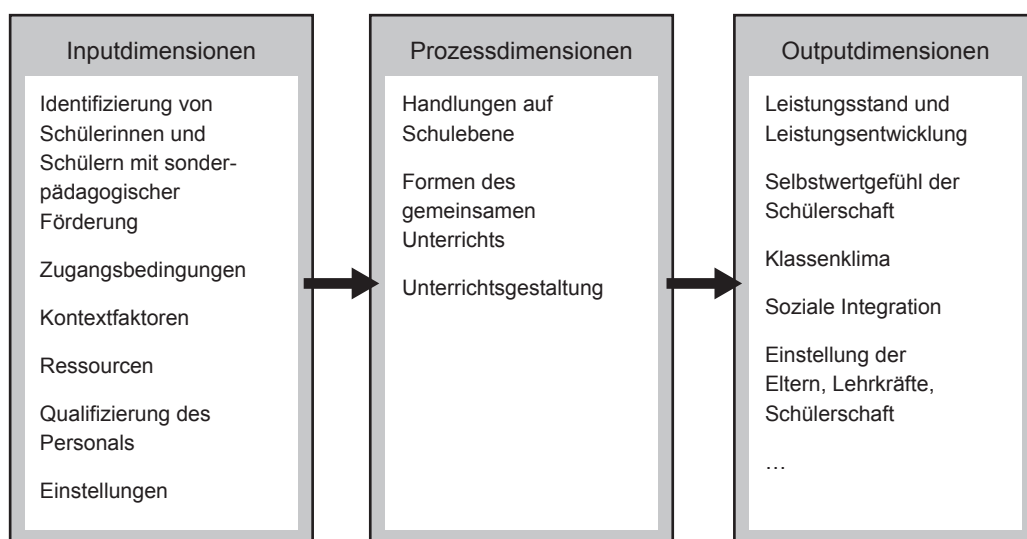 Inputdimensionen
Identifizierung von
Schülerinnen und
Schülern mit sonder-
pädagogischer
Förderung
Zugangsbedingungen
Kontextfaktoren
Ressourcen
Qualifizierung des
Personals
Einstellungen
Prozessdimensionen
Handlungen auf
Schulebene
Formen des
gemeinsamen
Unterrichts
Unterrichtsgestaltung
Outputdimensionen
Leistungsstand und
Leistungsentwicklung
Selbstwertgefühl der
Schülerschaft
Klassenklima
Soziale Integration
Einstellung der
Eltern, Lehrkräfte,
Schülerschaft
…